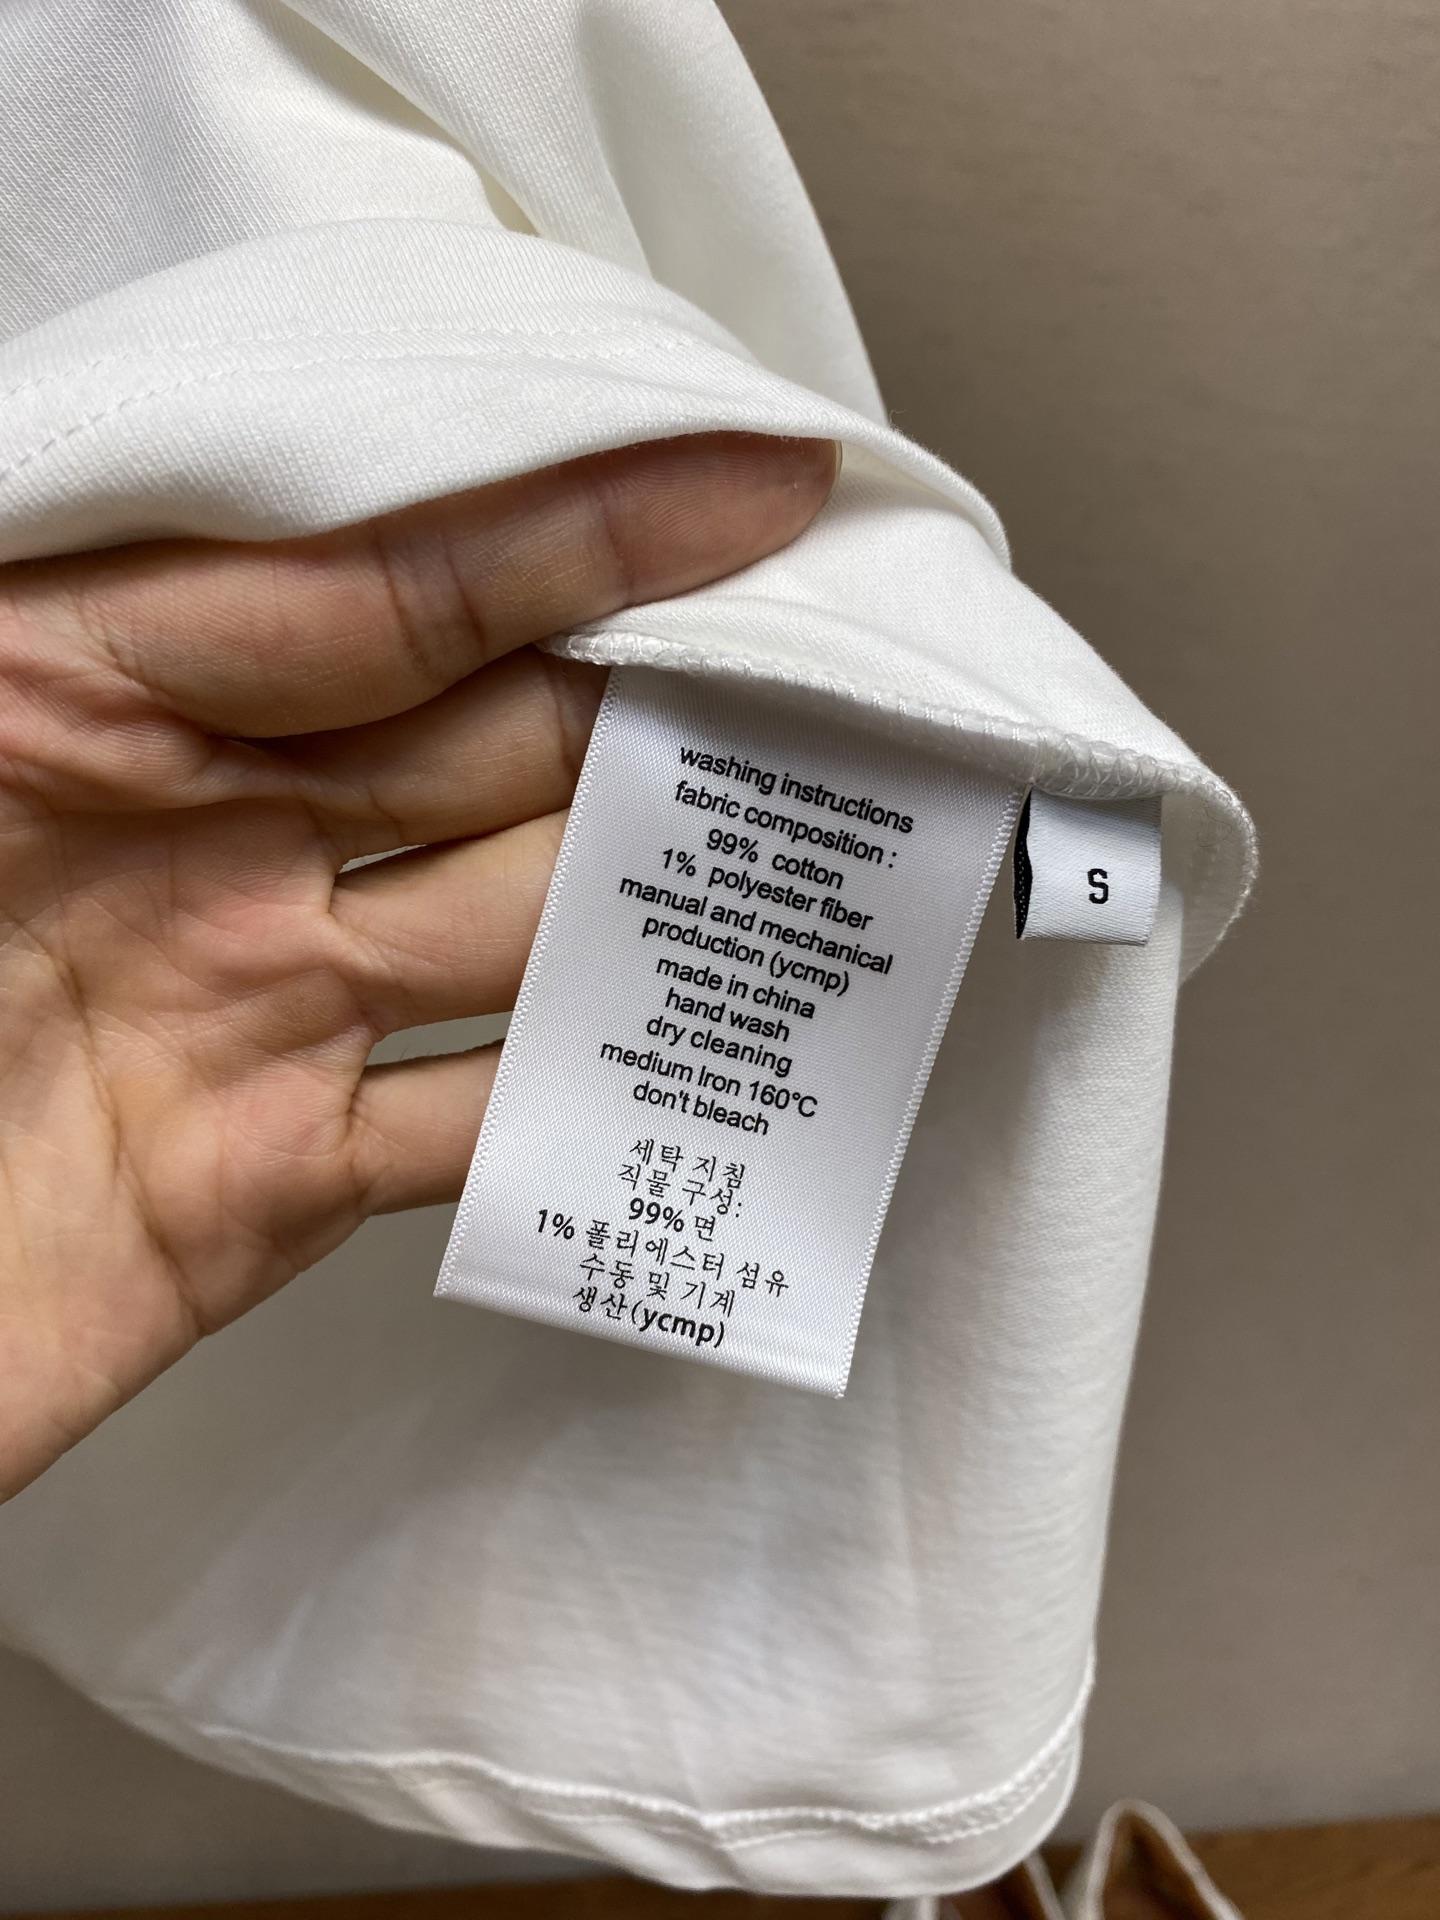 washing instructions
fabric composition :
99% cotton
1% polyester fiber
manual and mechanical
production (ycmp)
made in china
hand wash
dry cleaning
medium Iron 160°C
don't bleach
세탁 지침
직물 구성:
99% 면
1% 폴리에스터 섬유
수동 및 기계
생산(ycmp)
S